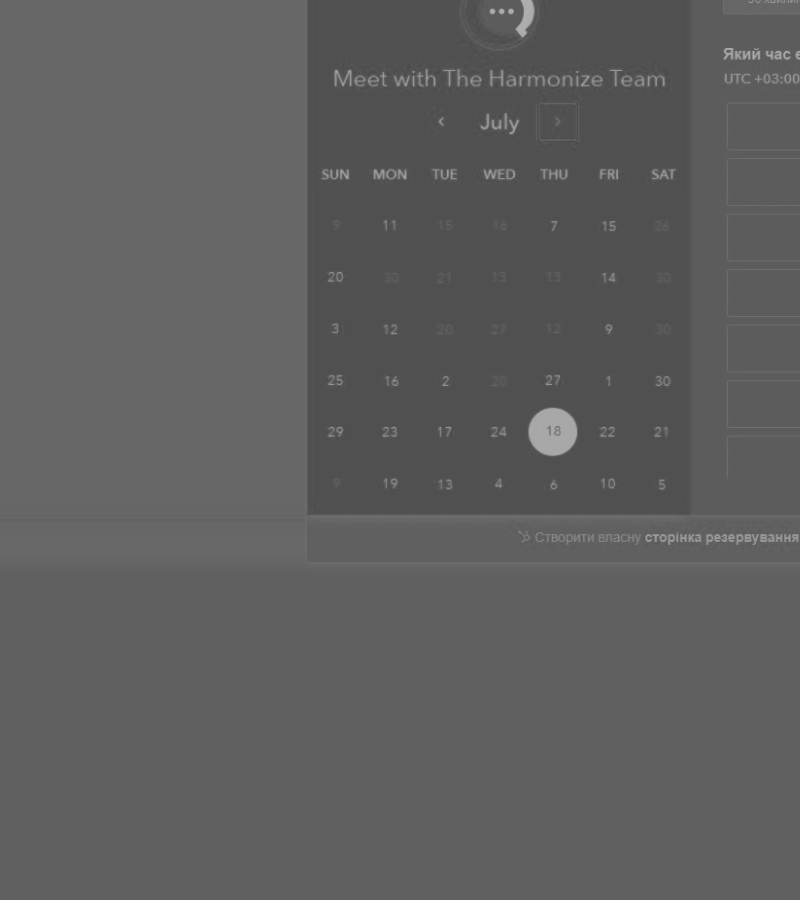 Meet with The Harmonize Team
July
SUN MON TUE WED THU FRI SAT
9 11 15 16 7 15 26
20 30 21 13 13 14 30
3 12 20 27 12 9 30
25 16 2 20 27 1 30
29 23 17 24 18 22 21
9 19 13 4 6 10 5
Який час
UTC +03:00
Створити власну сторінка резервування